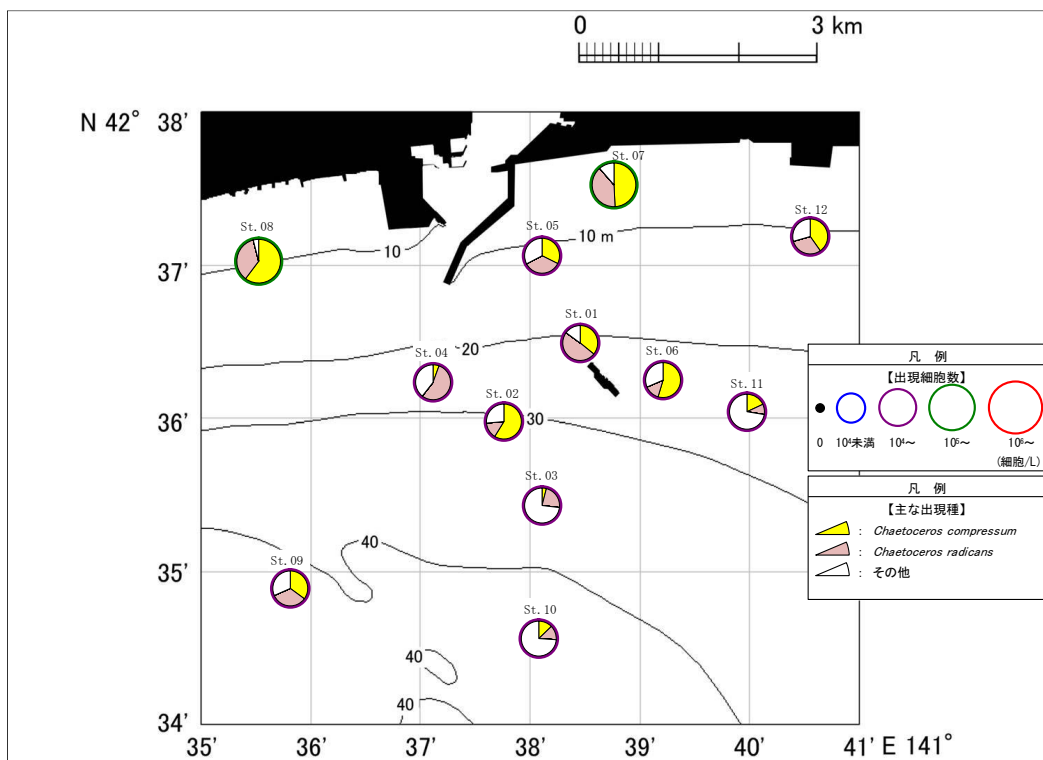 0 3 km
N 42° 38'
St.07
St.12
St.08
St.05
10 m
10
37'
St.01
20
St.04
St.06
St.02
St.11
36'
30
St.03
40
St.09
35'
St.10
40
40
34'
35' 36' 37' 38' 39' 40' 41' E 141°
凡 例
【出現細胞数】
0 10⁴未満 10⁴～ 10⁵～ 10⁶～
(細胞/L)
凡 例
【主な出現種】
: Chaetoceros compressum
: Chaetoceros radicans
: その他